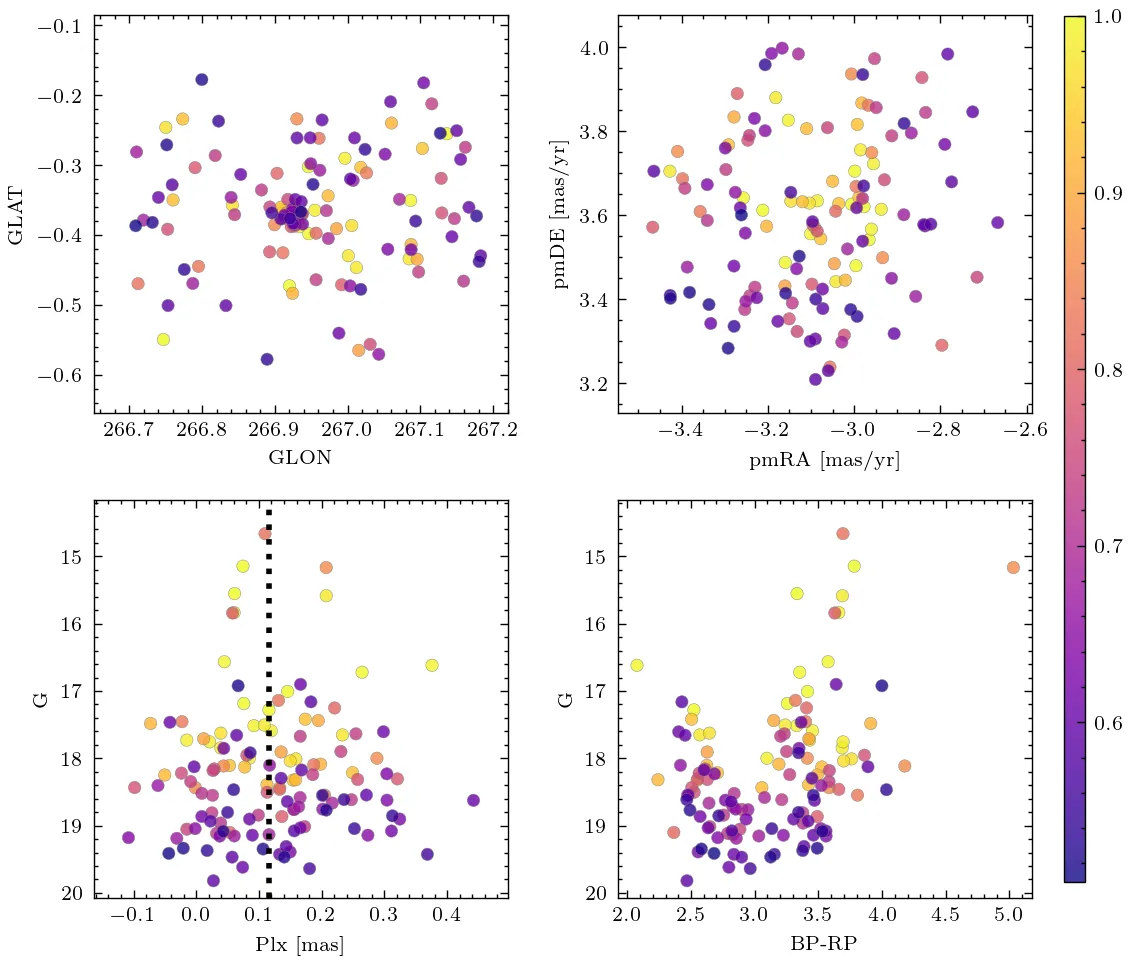 −0.1
−0.2
−0.3
−0.4
−0.5
−0.6
GLAT
266.7 266.8 266.9 267.0 267.1 267.2
GLON
4.0
3.8
3.6
3.4
3.2
pmDE [mas/yr]
−3.4 −3.2 −3.0 −2.8 −2.6
pmRA [mas/yr]
1.0
0.9
0.8
0.7
0.6
15
16
17
18
19
20
G
−0.1 0.0 0.1 0.2 0.3 0.4
Plx [mas]
15
16
17
18
19
20
G
2.0 2.5 3.0 3.5 4.0 4.5 5.0
BP-RP